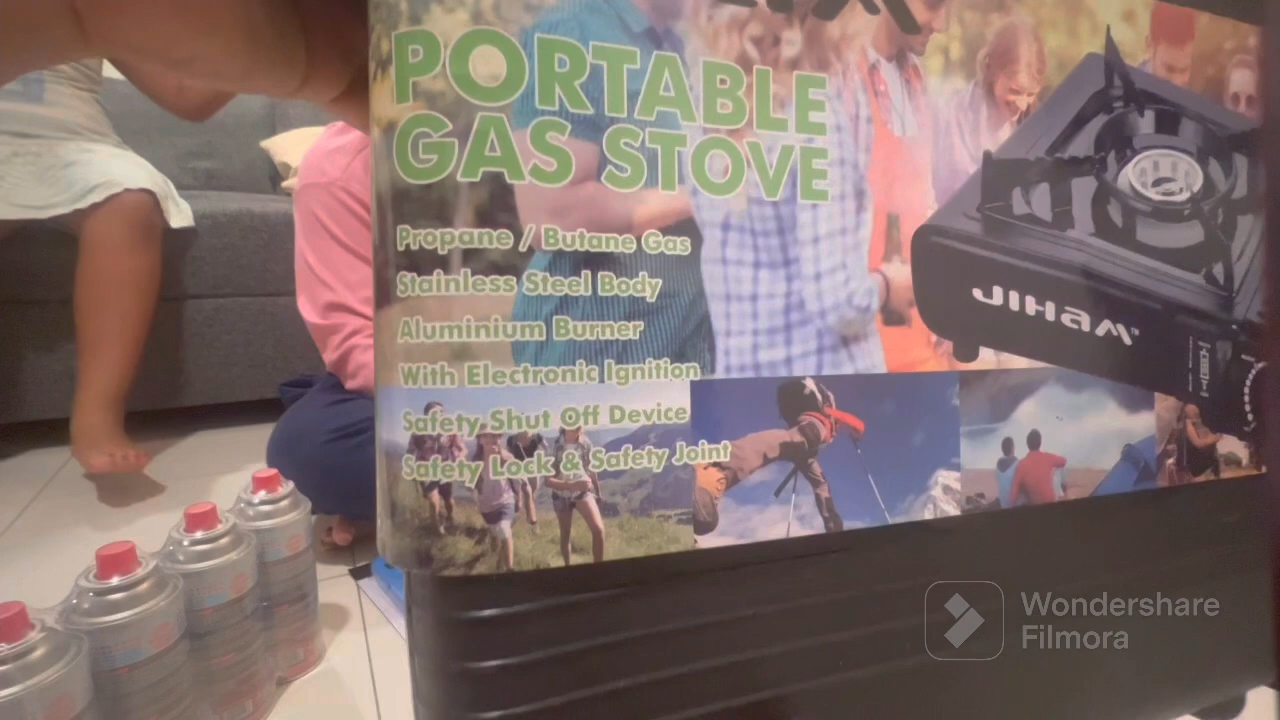 PORTABLE
GAS STOVE
Propane / Butane Gas
Stainless Steel Body
Aluminium Burner
With Electronic Ignition
Safety Shut Off Device
Safety Lock & Safety Joint
JIHAM™
Wondershare
Filmora